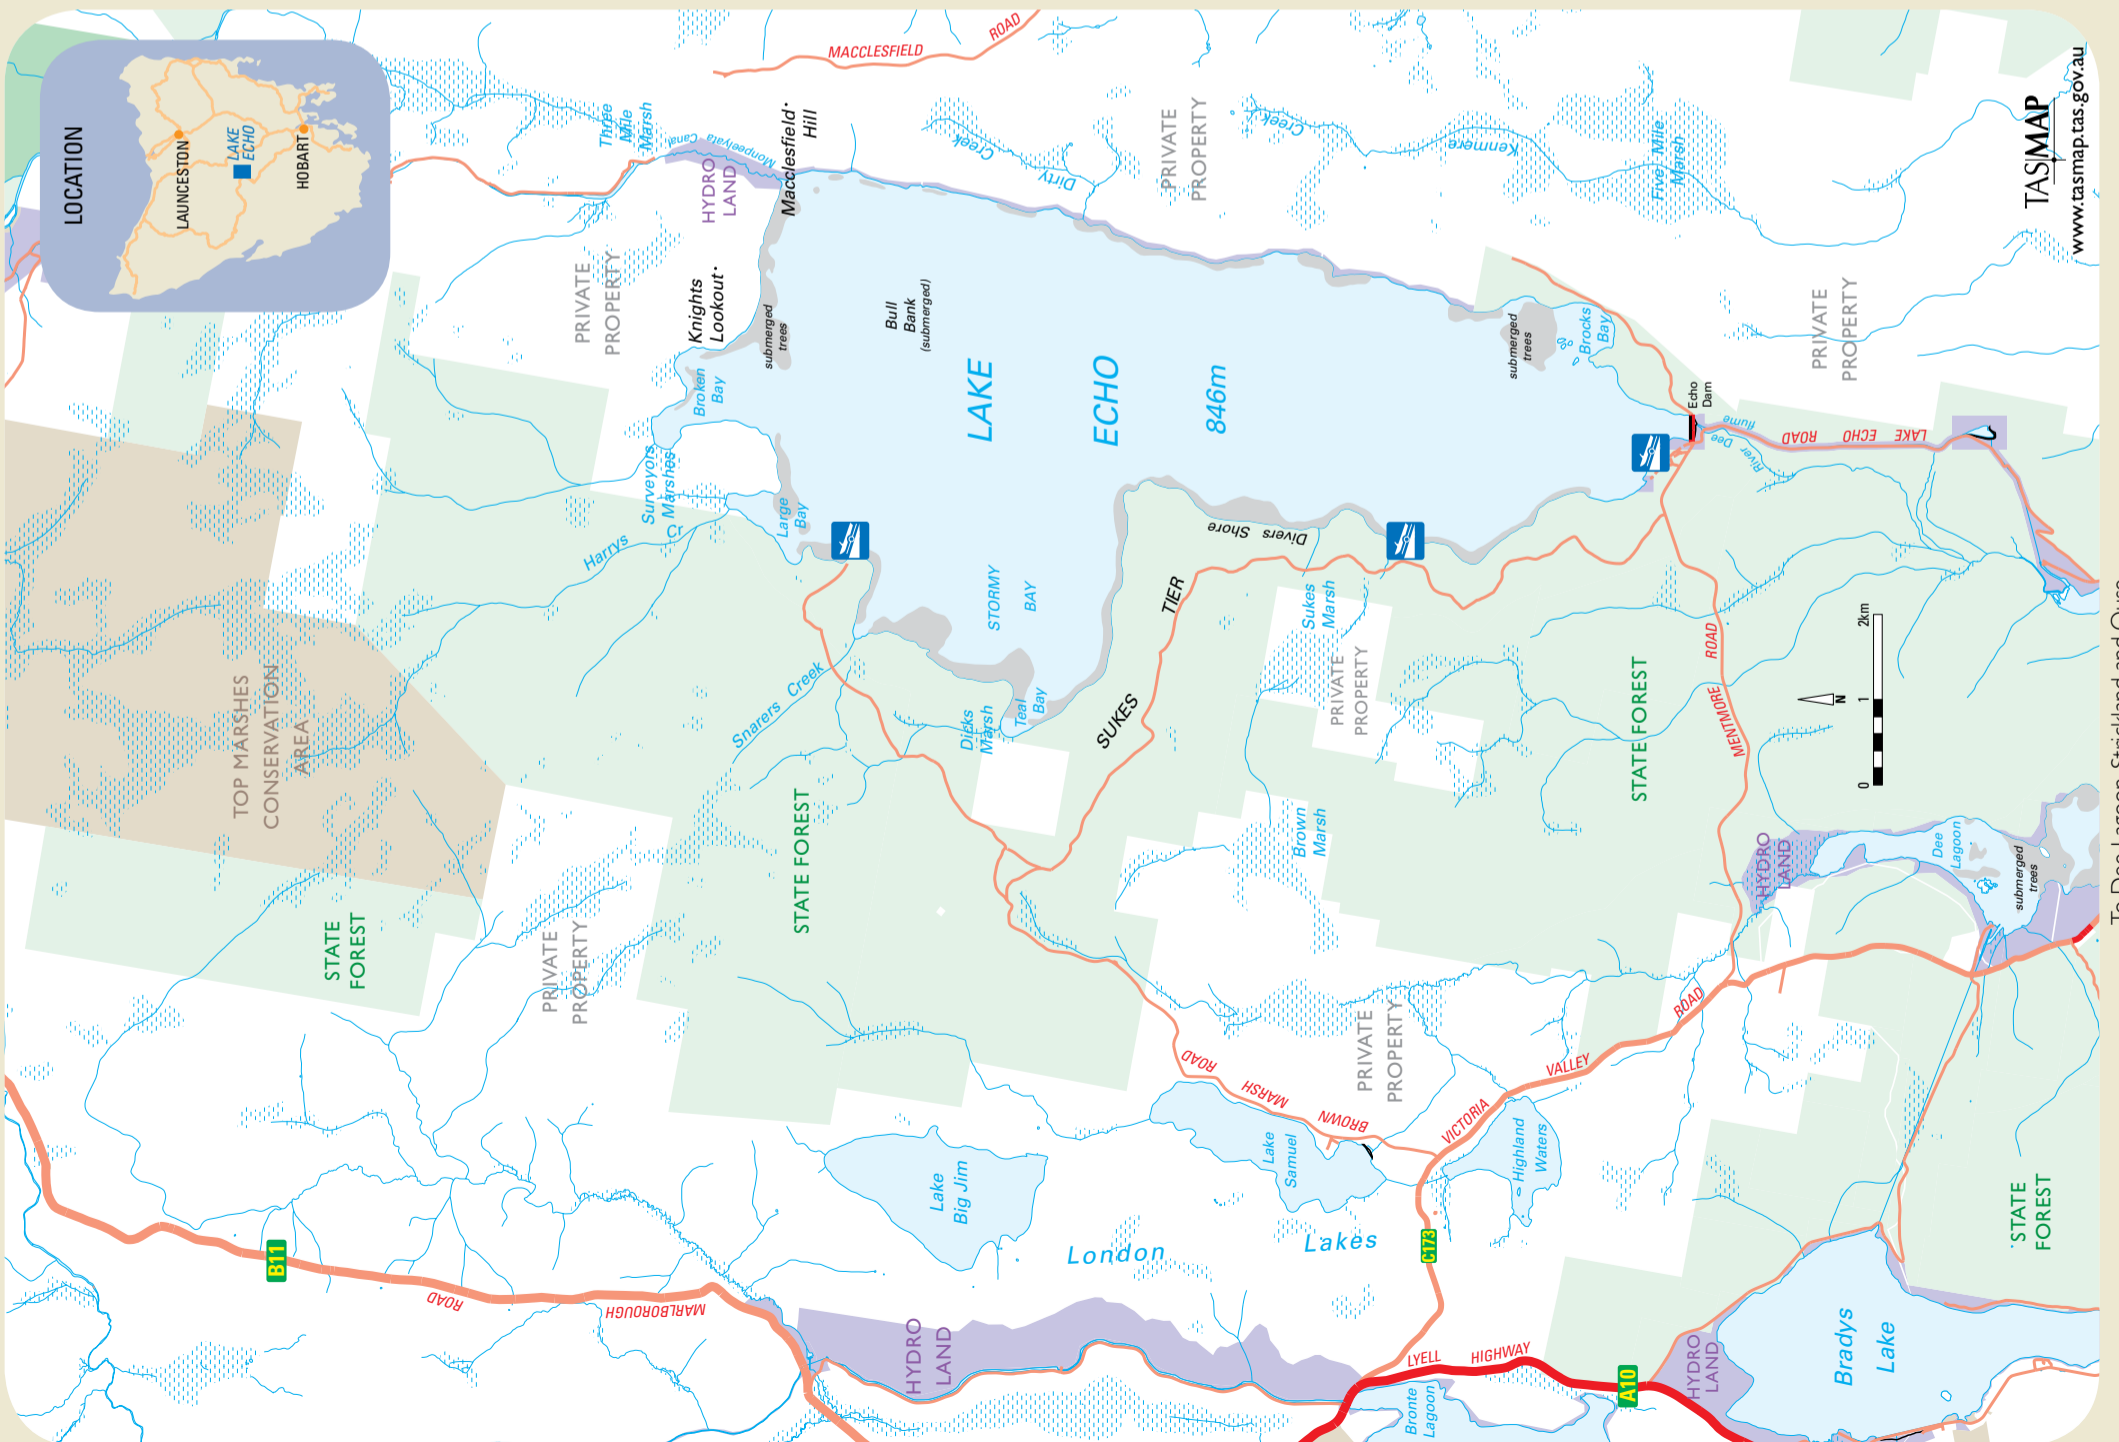 LOCATION
LAUNCESTON
LAKE
ECHO
HOBART
MACCLESFIELD
ROAD
Three
Mile
Marsh
Monpeelyata Canal
HYDRO
LAND
Macclesfield
Hill
PRIVATE
PROPERTY
Knights
Lookout
submerged
trees
Bull
Bank
(submerged)
Dirty
Creek
PRIVATE
PROPERTY
Kenmere
Creek
Five Mile
Marsh
TASMAP
www.tasmap.tas.gov.au
LAKE
ECHO
846m
Broken
Bay
Surveyors
Marshes
Large
Bay
Harrys
Cr
STORMY
BAY
Divers Shore
submerged
trees
Brocks
Bay
Echo
Dam
flume
Dee
River
LAKE ECHO ROAD
PRIVATE
PROPERTY
TOP MARSHES
CONSERVATION
AREA
Snarers Creek
Dicks
Marsh
Teal
Bay
SUKES TIER
Sukes
Marsh
PRIVATE
PROPERTY
STATE FOREST
MENTMORE ROAD
N
0 1 2km
STATE
FOREST
PRIVATE
PROPERTY
STATE FOREST
Brown
Marsh
HYDRO
LAND
Dee
Lagoon
submerged
trees
PRIVATE
PROPERTY
BROWN MARSH ROAD
VICTORIA VALLEY ROAD
Lake
Samuel
Highland
Waters
Lake
Big Jim
London Lakes
B11
MARLBOROUGH ROAD
HYDRO
LAND
C173
LYELL HIGHWAY
A10
Bronte
Lagoon
HYDRO
LAND
Bradys
Lake
STATE
FOREST